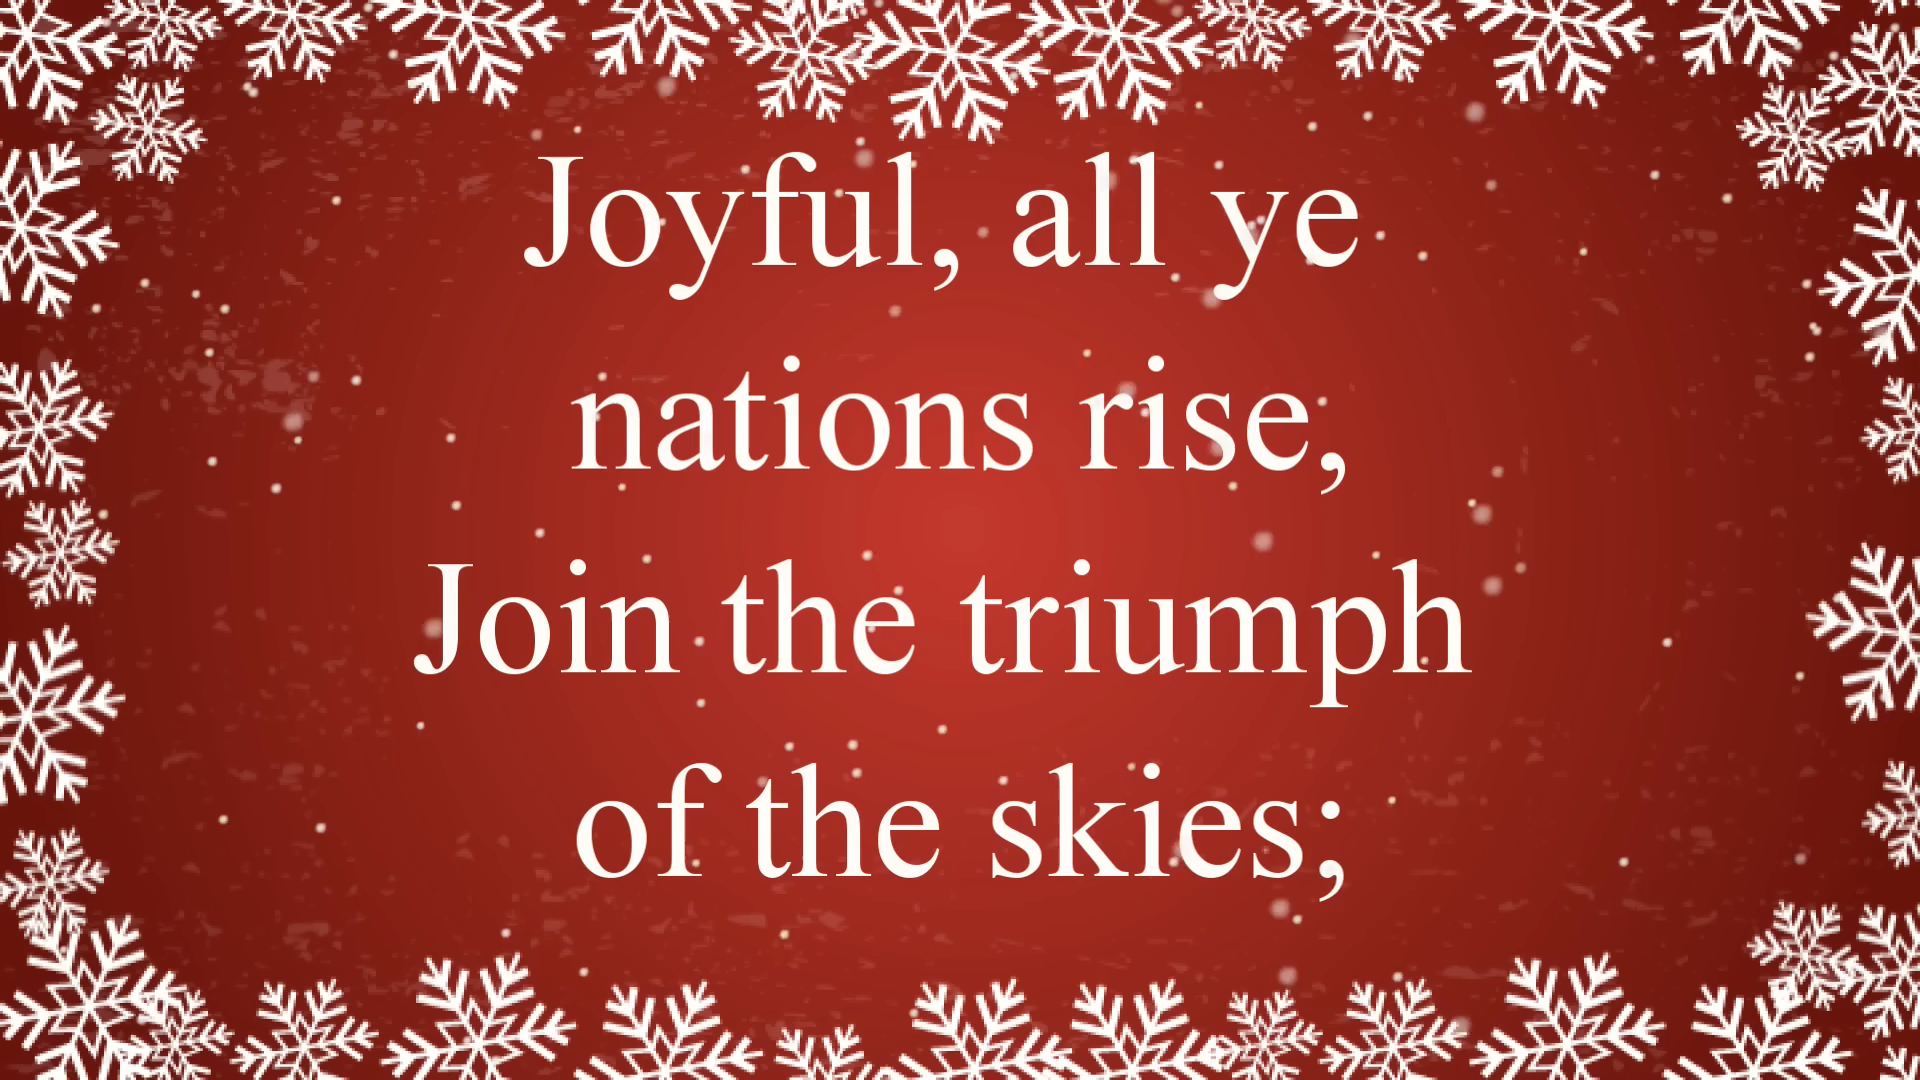 Joyful, all ye
nations rise,
Join the triumph
of the skies;